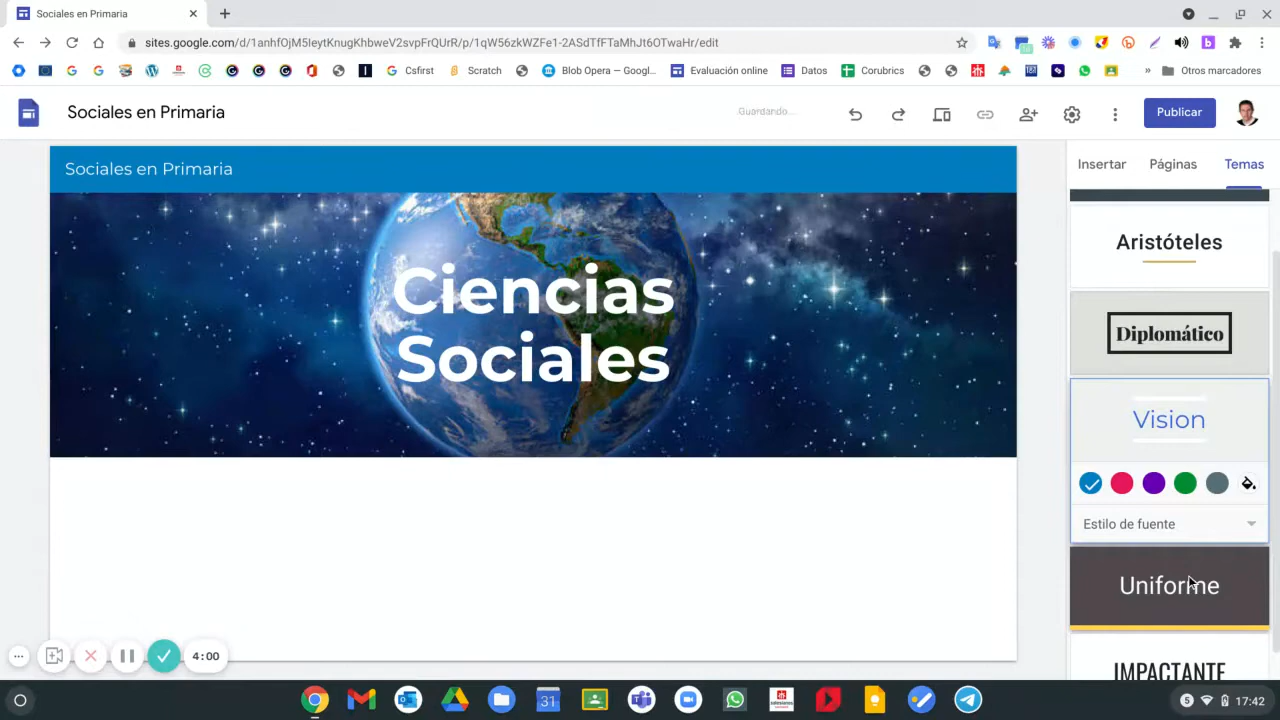 Sociales en Primaria
sites.google.com/d/1anhfOjM5IeytKnugKhbweV2svpFrQUrR/p/1qW56zkWZFe1-2ASdTfFTaMhJt6OTwaHr/edit
Csfirst
Scratch
Blob Opera — Googl...
Evaluación online
Datos
Corubrics
»
Otros marcadores
Sociales en Primaria
Guardando...
Publicar
Sociales en Primaria
Ciencias
Sociales
Insertar
Páginas
Temas
Aristóteles
Diplomático
Vision
Estilo de fuente
Uniforme
IMPACTANTE
4:00
31
17:42